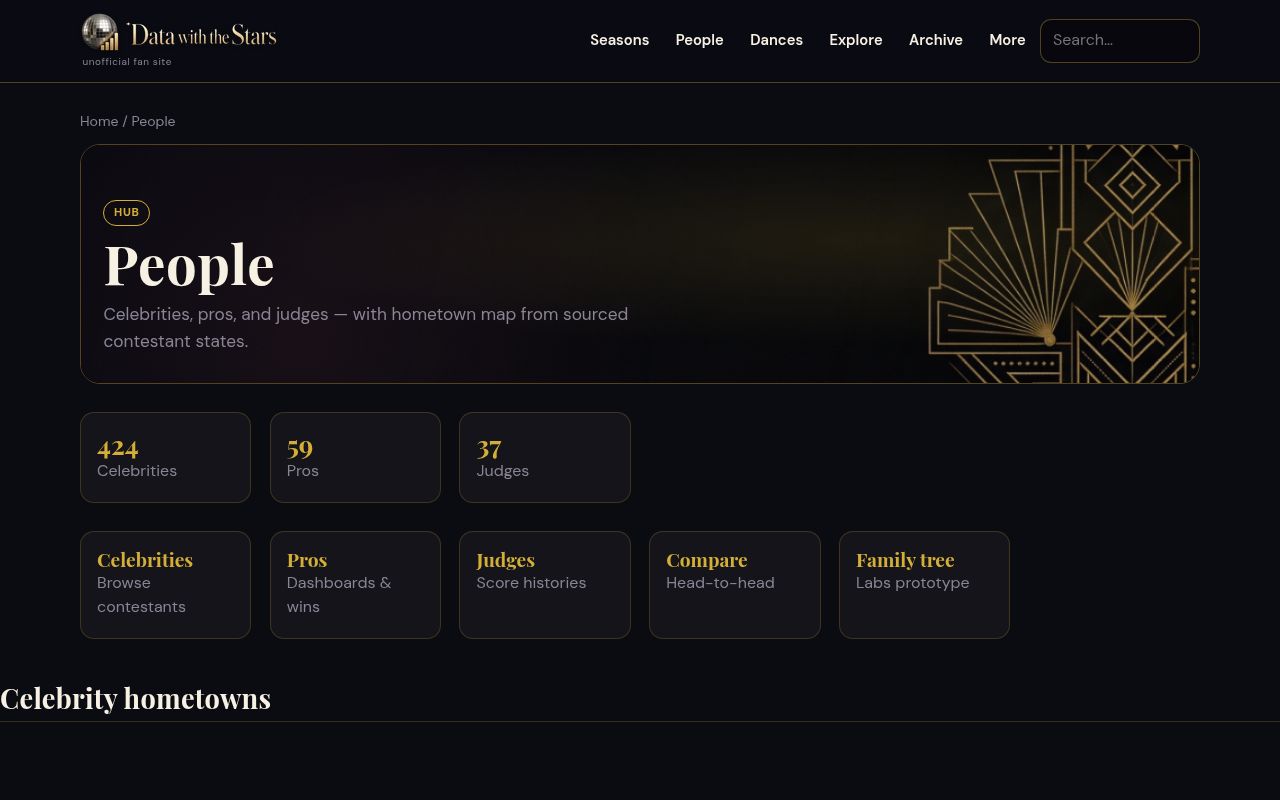 Data with the Stars
unofficial fan site
Seasons People Dances Explore Archive More Search...
Home / People
HUB
People
Celebrities, pros, and judges — with hometown map from sourced
contestant states.
424
Celebrities
59
Pros
37
Judges
Celebrities
Browse
contestants
Pros
Dashboards &
wins
Judges
Score histories
Compare
Head-to-head
Family tree
Labs prototype
Celebrity hometowns